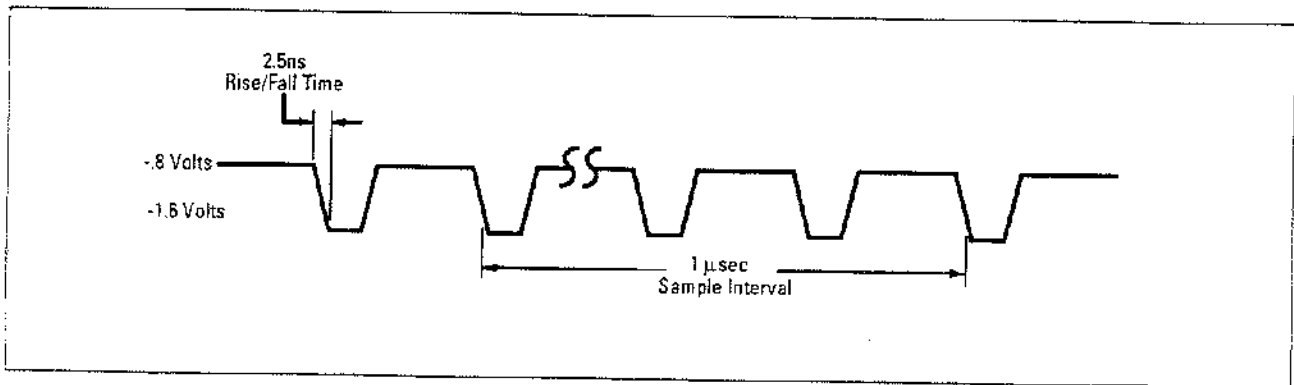 2.5ns
Rise/Fall Time
-.8 Volts
-1.6 Volts
1 μsec
Sample Interval